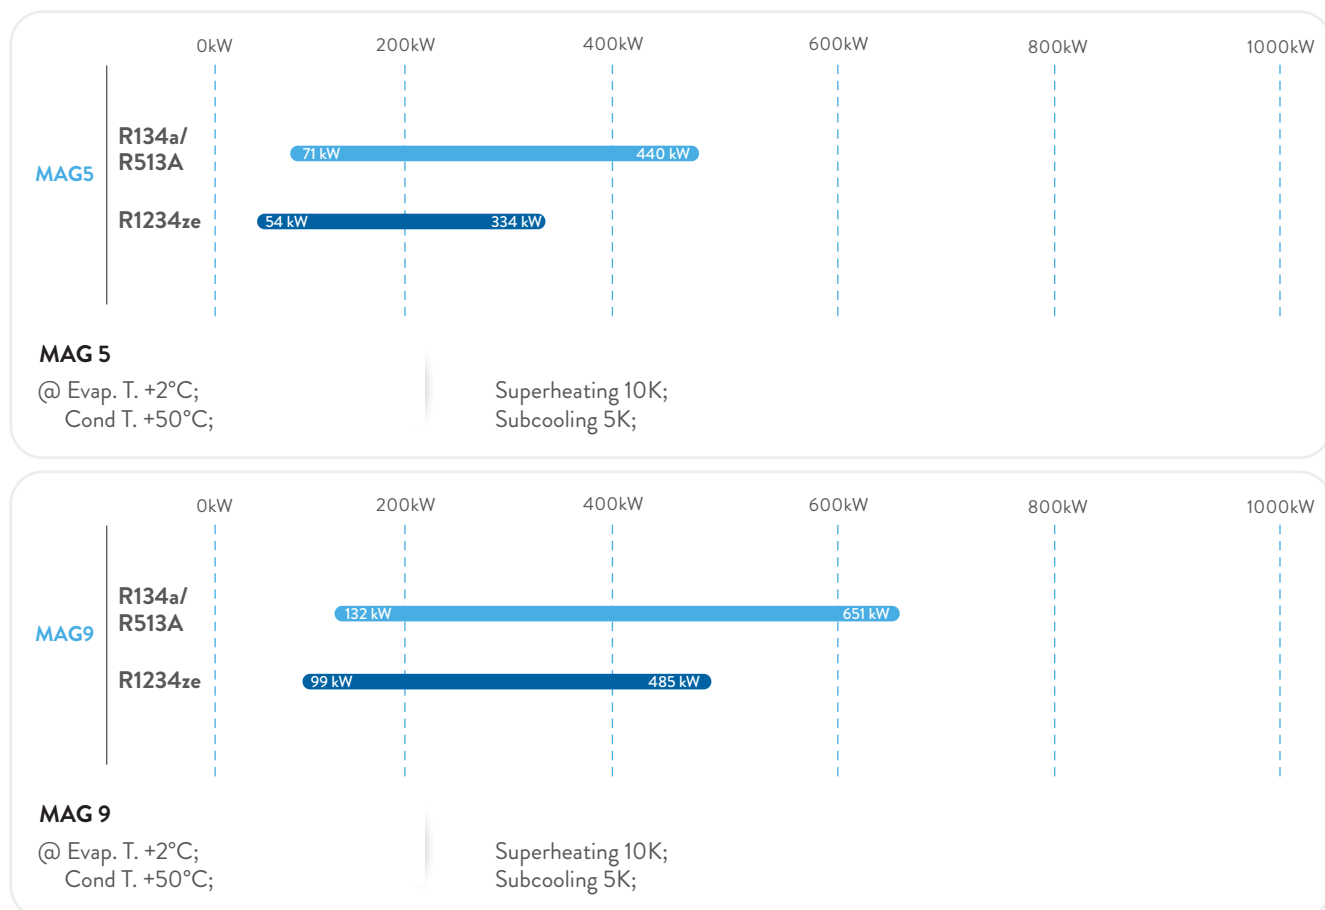 0kW 200kW 400kW 600kW 800kW 1000kW
R134a/
R513A
71 kW 440 kW
MAG5
R1234ze 54 kW 334 kW
MAG 5
@ Evap. T. +2°C; Superheating 10K;
Cond T. +50°C; Subcooling 5K;
0kW 200kW 400kW 600kW 800kW 1000kW
R134a/
R513A
132 kW 651 kW
MAG9
R1234ze 99 kW 485 kW
MAG 9
@ Evap. T. +2°C; Superheating 10K;
Cond T. +50°C; Subcooling 5K;